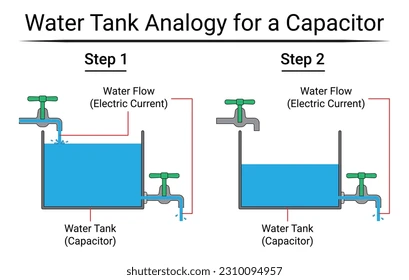 Water Tank Analogy for a Capacitor
Step 1
Water Flow
(Electric Current)
Water Tank
(Capacitor)
Step 2
Water Flow
(Electric Current)
Water Tank
(Capacitor)
shutterstock.com · 2310094957